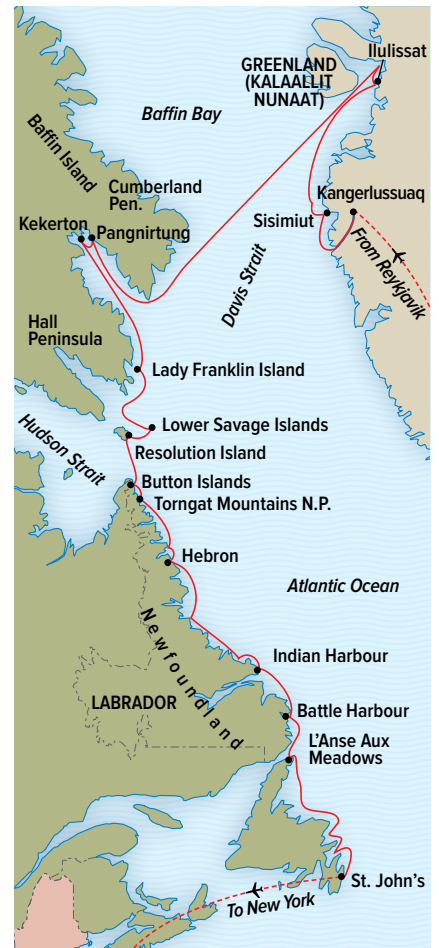 Ilulissat
GREENLAND
(KALAALLIT
NUNAAT)
Baffin Bay
Baffin Island
Cumberland
Pen.
Kangerlussuaq
Kekerton
Pangnirtung
Sisimiut
From Reykjavik
Davis Strait
Hall
Peninsula
Lady Franklin Island
Lower Savage Islands
Hudson Strait
Resolution Island
Button Islands
Torngat Mountains N.P.
Hebron
Atlantic Ocean
Newfoundland
Indian Harbour
LABRADOR
Battle Harbour
L'Anse Aux
Meadows
St. John's
To New York